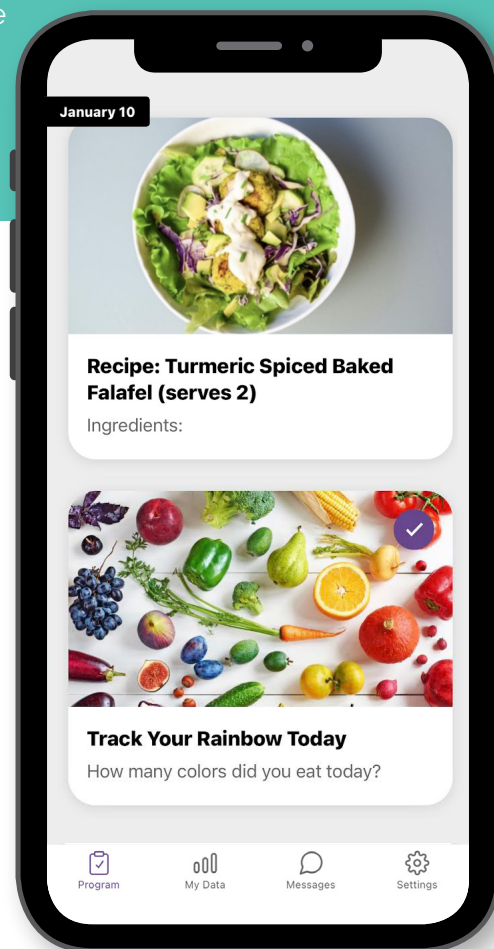 e
January 10
Recipe: Turmeric Spiced Baked
Falafel (serves 2)
Ingredients:
Track Your Rainbow Today
How many colors did you eat today?
Program
My Data
Messages
Settings